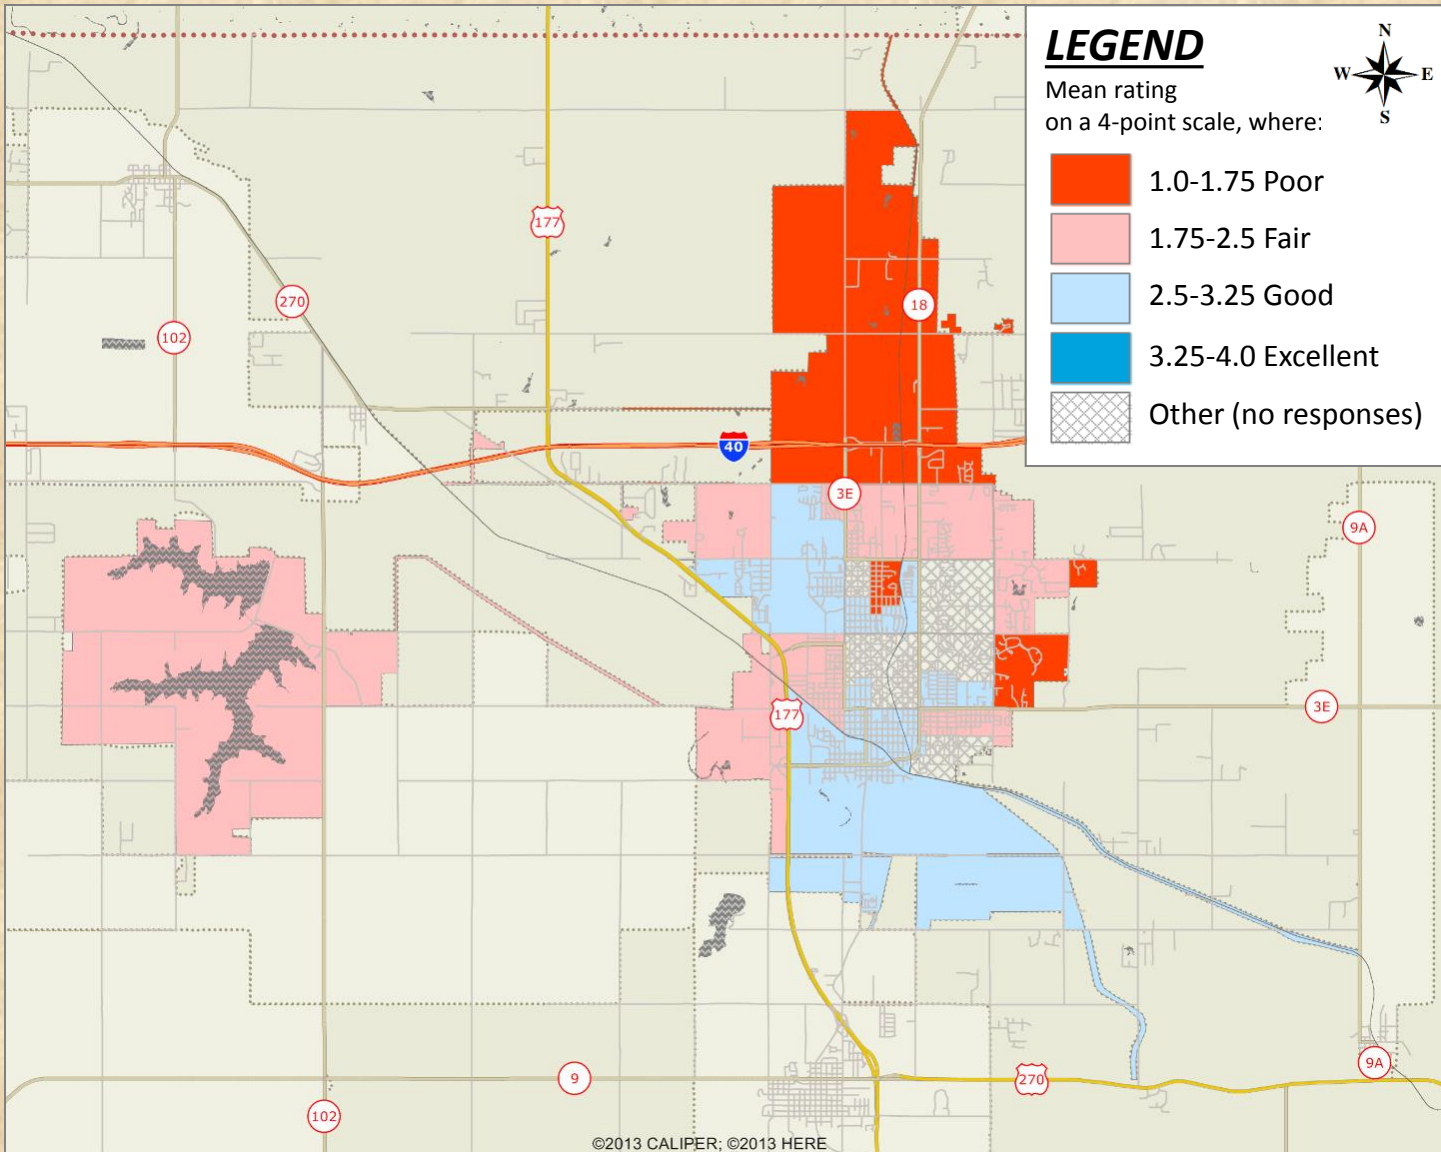 LEGEND
Mean rating
on a 4-point scale, where:
N
W E
S
1.0-1.75 Poor
1.75-2.5 Fair
2.5-3.25 Good
3.25-4.0 Excellent
Other (no responses)
177
270
18
102
40
3E
9A
3E
177
9A
9
270
102
©2013 CALIPER; ©2013 HERE